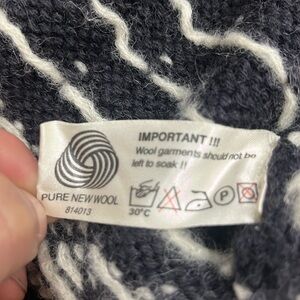 IMPORTANT !!!
Wool garments should not be
left to soak !!
PURE NEW WOOL
814013
30°C
P